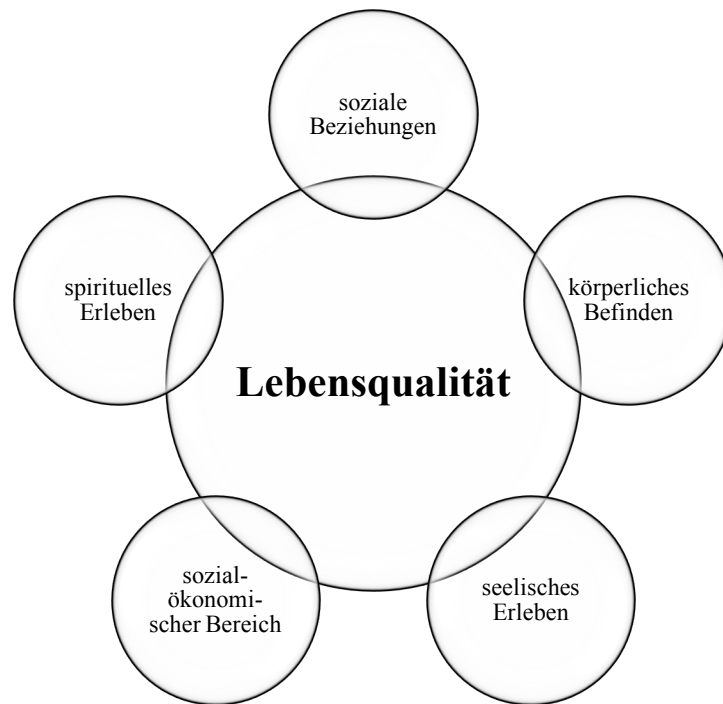 soziale
Beziehungen
spirituelles
Erleben
körperliches
Befinden
Lebensqualität
sozial-
ökonomi-
scher Bereich
seelisches
Erleben